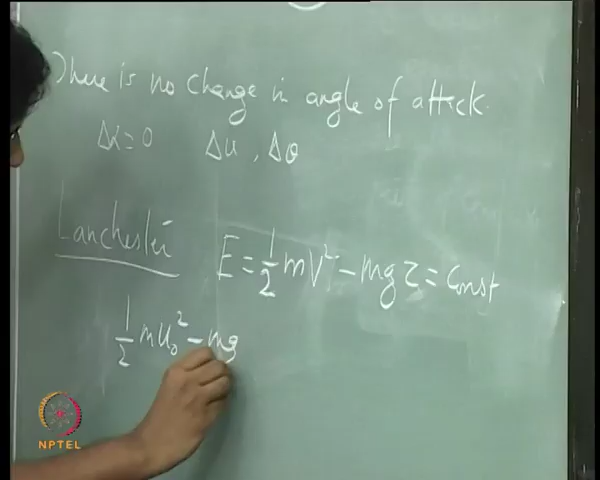 There is no change in angle of attack.
Δα = 0 Δu, Δθ
Lanchester
E = 1/2 mV² - mgz = Const
1/2 mu₀² - mg
NPTEL